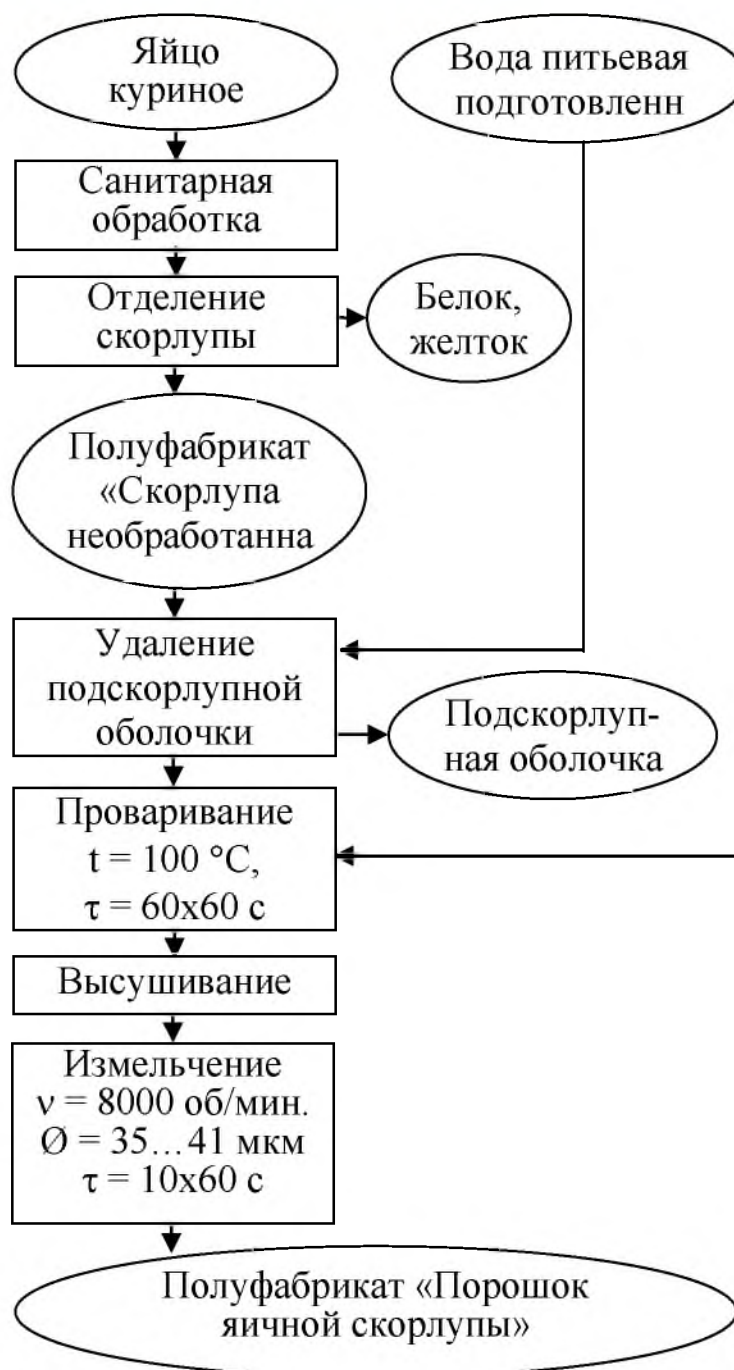 Яйцо
куриное
Вода питьевая
подготовленн
Санитарная
обработка
Отделение
скорлупы
Белок,
желток
Полуфабрикат
«Скорлупа
необработанна
Удаление
подскорлупной
оболочки
Подскорлуп-
ная оболочка
Проваривание
t = 100 °C,
τ = 60x60 с
Высушивание
Измельчение
ν = 8000 об/мин.
Ø = 35…41 мкм
τ = 10x60 с
Полуфабрикат «Порошок
яичной скорлупы»